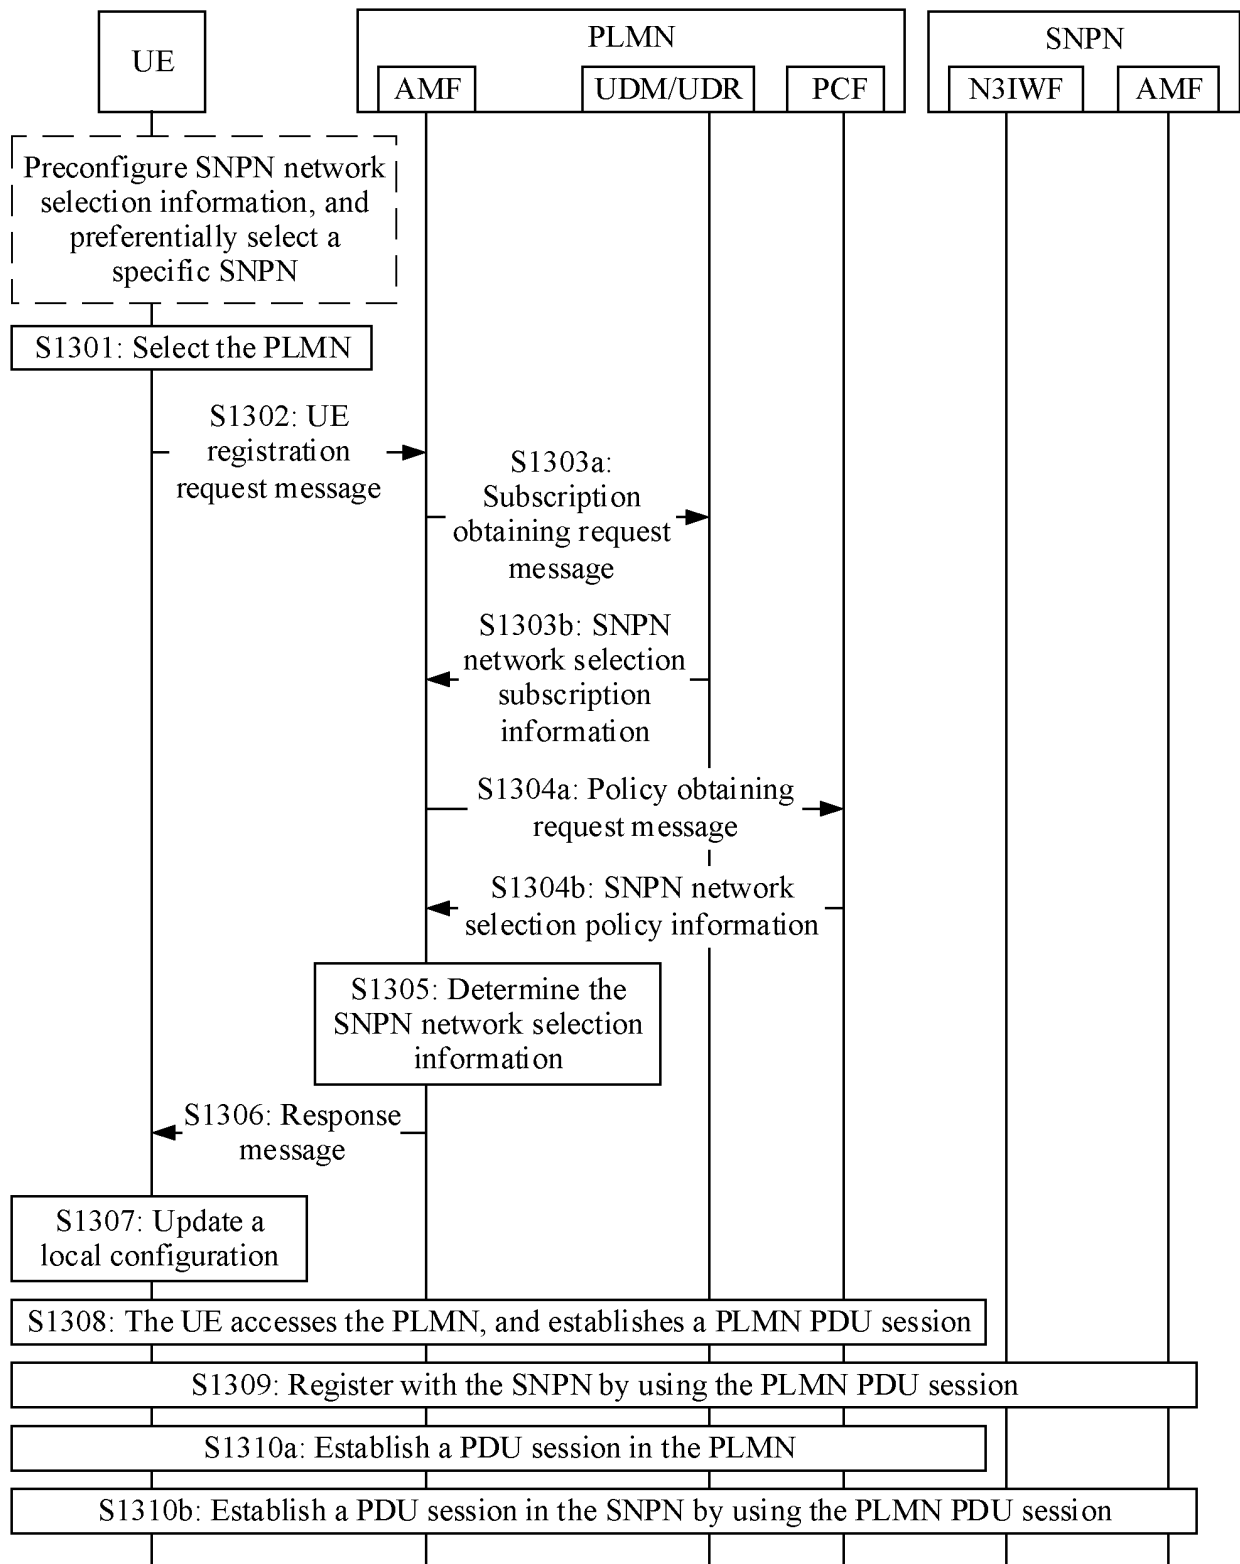 UE
PLMN
SNPN
AMF
UDM/UDR
PCF
N3IWF
AMF
Preconfigure SNPN network
selection information, and
preferentially select a
specific SNPN
S1301: Select the PLMN
S1302: UE
registration
request message
S1303a:
Subscription
obtaining request
message
S1303b: SNPN
network selection
subscription
information
S1304a: Policy obtaining
request message
S1304b: SNPN network
selection policy information
S1305: Determine the
SNPN network selection
information
S1306: Response
message
S1307: Update a
local configuration
S1308: The UE accesses the PLMN, and establishes a PLMN PDU session
S1309: Register with the SNPN by using the PLMN PDU session
S1310a: Establish a PDU session in the PLMN
S1310b: Establish a PDU session in the SNPN by using the PLMN PDU session